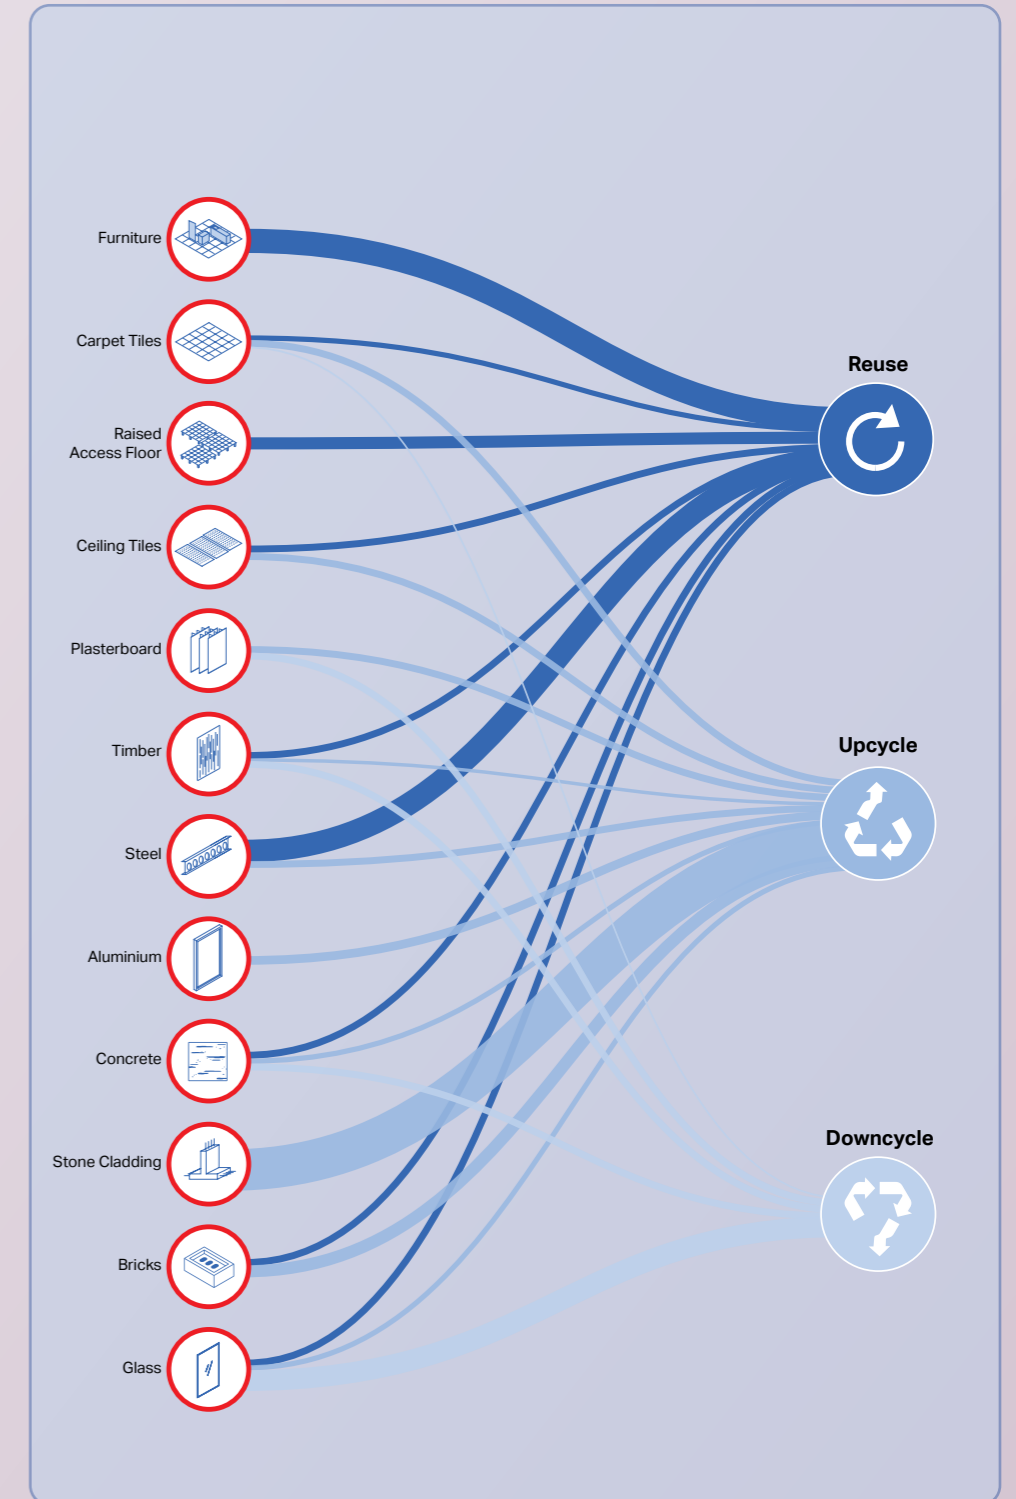 Furniture
Carpet Tiles
Raised
Access Floor
Ceiling Tiles
Plasterboard
Timber
Steel
Aluminium
Concrete
Stone Cladding
Bricks
Glass
Reuse
Upcycle
Downcycle